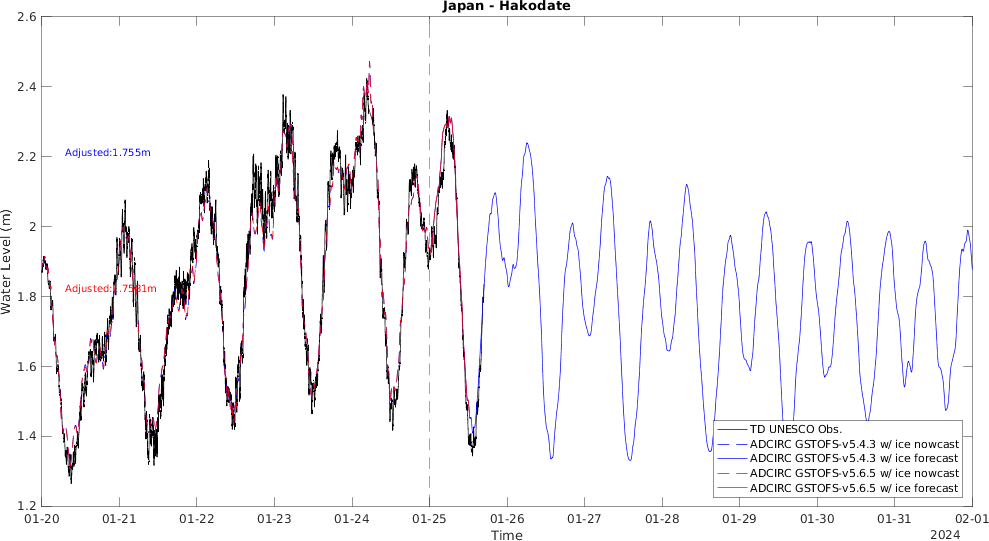 Japan - Hakodate
2.6
2.4
2.2
2
1.8
1.6
1.4
1.2
Water Level (m)
Adjusted:1.755m
TD UNESCO Obs.
ADCIRC GSTOFS-v5.4.3 w/ ice nowcast
ADCIRC GSTOFS-v5.4.3 w/ ice forecast
ADCIRC GSTOFS-v5.6.5 w/ ice nowcast
ADCIRC GSTOFS-v5.6.5 w/ ice forecast
01-20 01-21 01-22 01-23 01-24 01-25 01-26 01-27 01-28 01-29 01-30 01-31 02-01
Time
2024